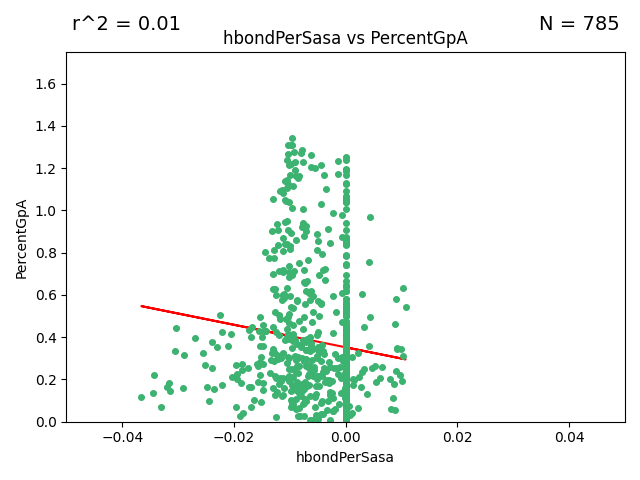 r^2 = 0.01
N = 785
hbondPerSasa vs PercentGpA
PercentGpA
1.6
1.4
1.2
1.0
0.8
0.6
0.4
0.2
0.0
−0.04 −0.02 0.00 0.02 0.04
hbondPerSasa